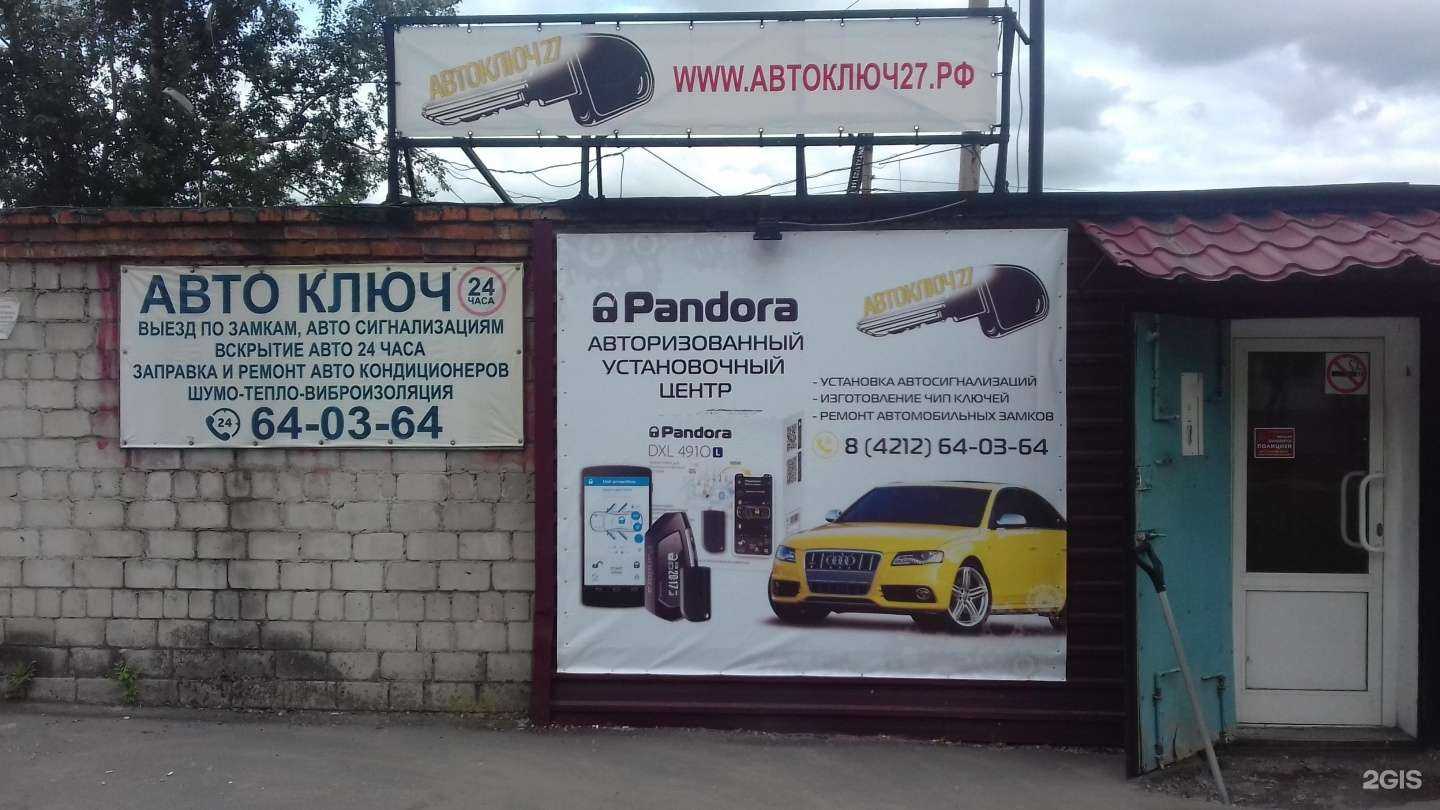 АВТОКЛЮЧ27
WWW.АВТОКЛЮЧ27.РФ
АВТО КЛЮЧ 24 ЧАСА
ВЫЕЗД ПО ЗАМКАМ, АВТО СИГНАЛИЗАЦИЯМ
ВСКРЫТИЕ АВТО 24 ЧАСА
ЗАПРАВКА И РЕМОНТ АВТО КОНДИЦИОНЕРОВ
ШУМО-ТЕПЛО-ВИБРОИЗОЛЯЦИЯ
24 64-03-64
Pandora
АВТОРИЗОВАННЫЙ
УСТАНОВОЧНЫЙ
ЦЕНТР
АВТОКЛЮЧ27
- УСТАНОВКА АВТОСИГНАЛИЗАЦИЙ
- ИЗГОТОВЛЕНИЕ ЧИП КЛЮЧЕЙ
- РЕМОНТ АВТОМОБИЛЬНЫХ ЗАМКОВ
8 (4212) 64-03-64
Pandora
DXL 4910 L
ПОЛИЦИЕЙ
2GIS